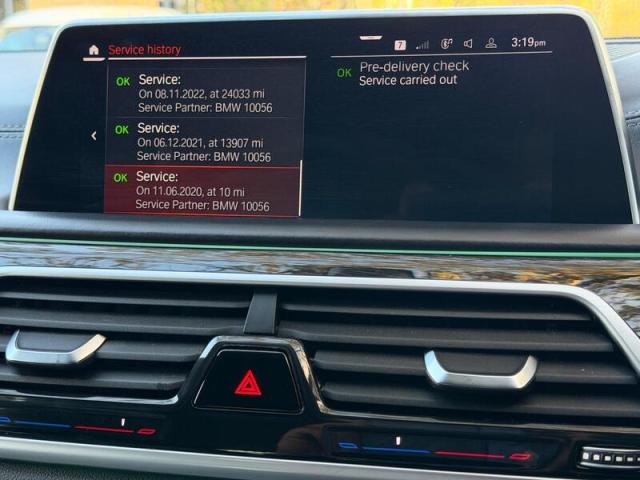 Service history
7
3:19pm
OK Service:
On 08.11.2022, at 24033 mi
Service Partner: BMW 10056
OK Service:
On 06.12.2021, at 13907 mi
Service Partner: BMW 10056
OK Service:
On 11.06.2020, at 10 mi
Service Partner: BMW 10056
OK Pre-delivery check
Service carried out